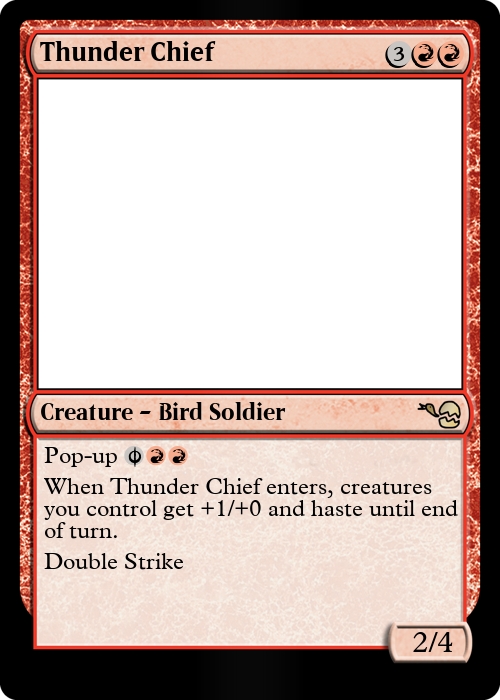 Thunder Chief 3
Creature – Bird Soldier
Pop-up
When Thunder Chief enters, creatures
you control get +1/+0 and haste until end
of turn.
Double Strike
2/4